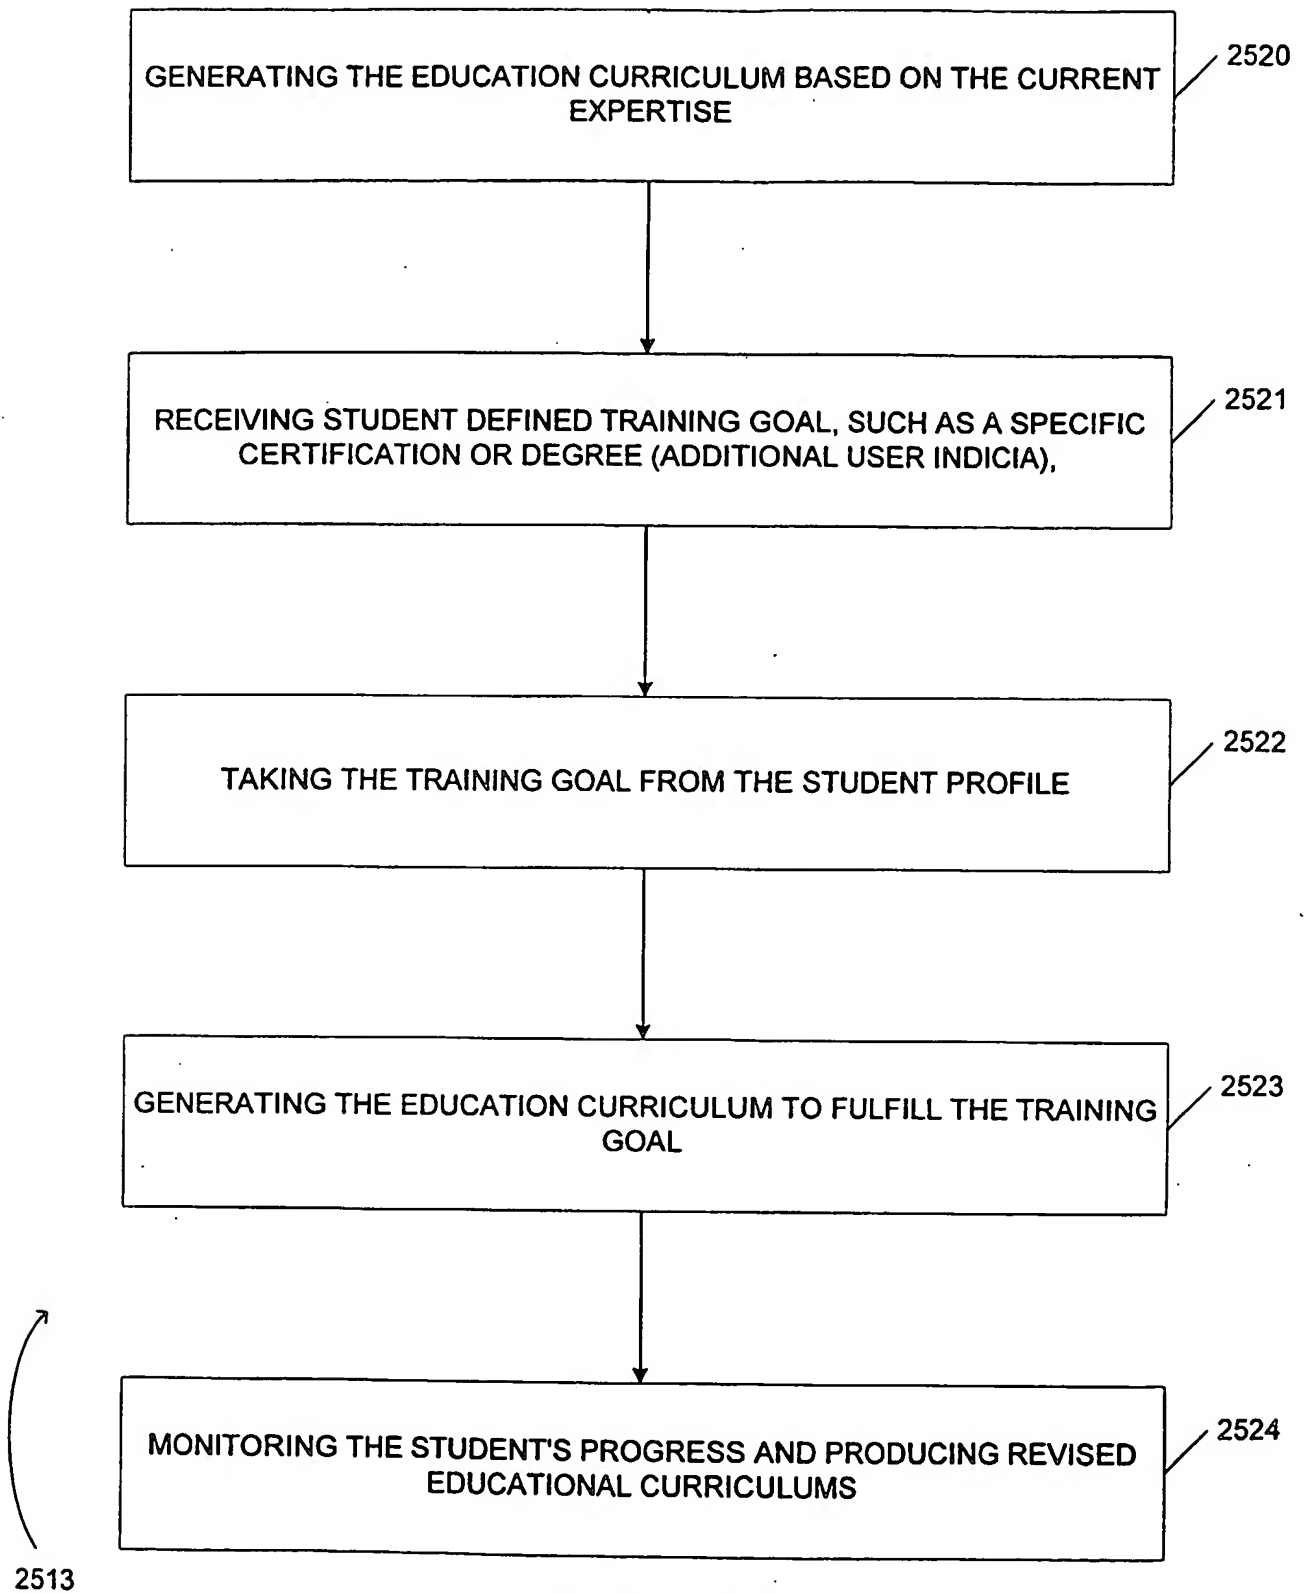 GENERATING THE EDUCATION CURRICULUM BASED ON THE CURRENT
EXPERTISE
2520
RECEIVING STUDENT DEFINED TRAINING GOAL, SUCH AS A SPECIFIC
CERTIFICATION OR DEGREE (ADDITIONAL USER INDICIA),
2521
TAKING THE TRAINING GOAL FROM THE STUDENT PROFILE
2522
GENERATING THE EDUCATION CURRICULUM TO FULFILL THE TRAINING
GOAL
2523
MONITORING THE STUDENT'S PROGRESS AND PRODUCING REVISED
EDUCATIONAL CURRICULUMS
2524
2513